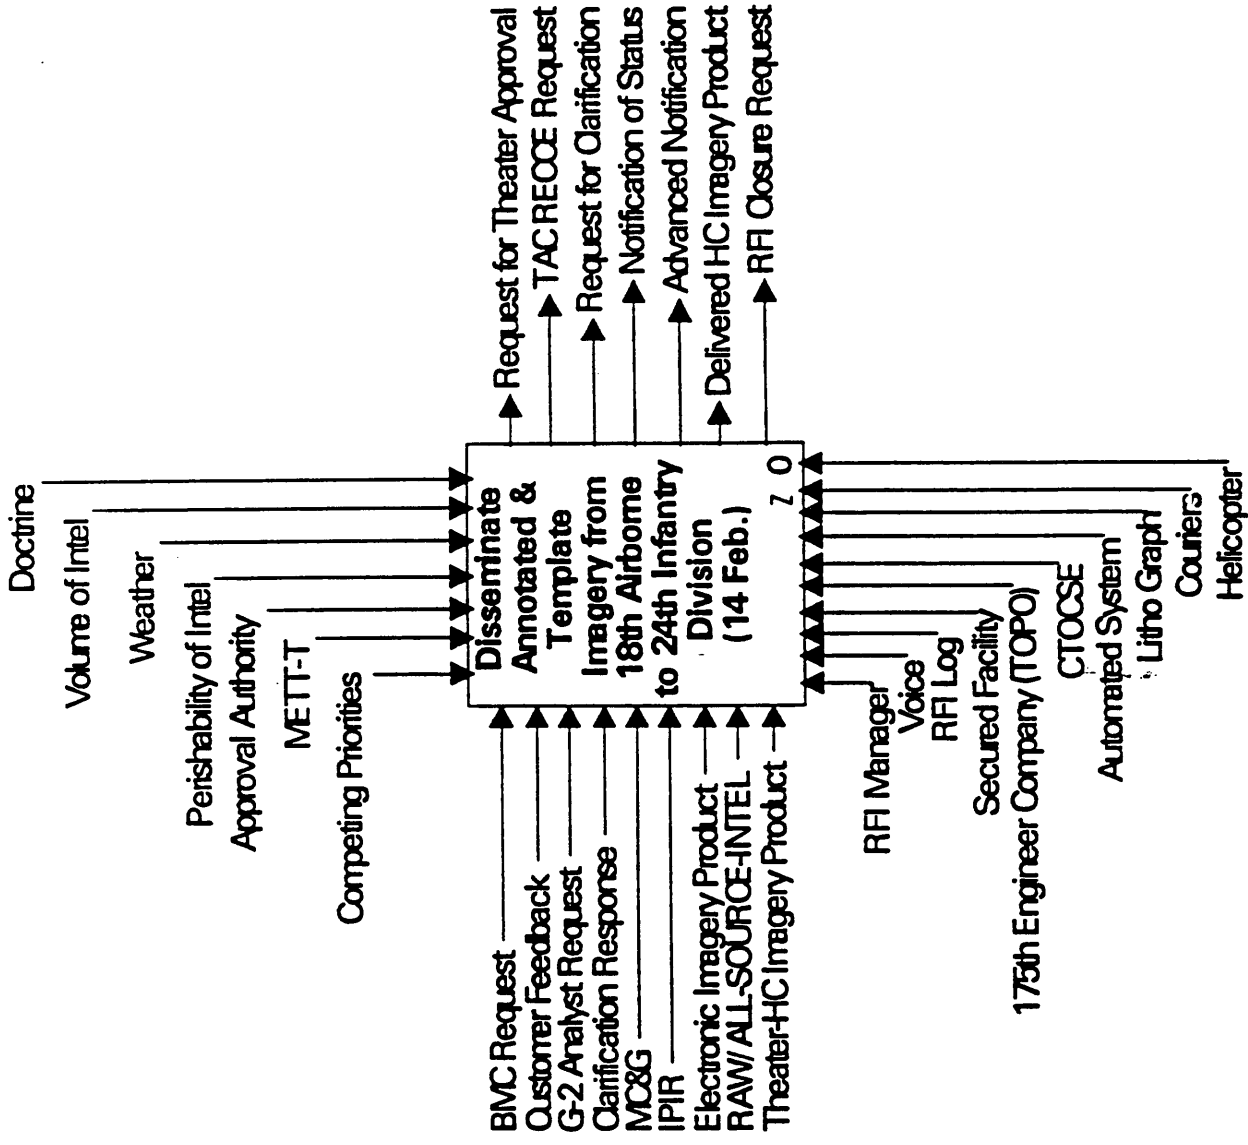 Doctrine
Volume of Intel
Weather
Perishability of Intel
Approval Authority
METT-T
Competing Priorities
BMC Request
Customer Feedback
G-2 Analyst Request
Clarification Response
MC&G
IPIR
Electronic Imagery Product
RAW/ ALL-SOURCE-INTEL
Theater-HC Imagery Product
Disseminate
Annotated &
Template
Imagery from
18th Airborne
to 24th Infantry
Division
(14 Feb.)
Z O
Request for Theater Approval
TAC RECCE Request
Request for Clarification
Notification of Status
Advanced Notification
Delivered HC Imagery Product
RFI Closure Request
RFI Manager
Voice
RFI Log
Secured Facility
175th Engineer Company (TOPO)
CTOCSE
Automated System
Litho Graph
Couriers
Helicopter